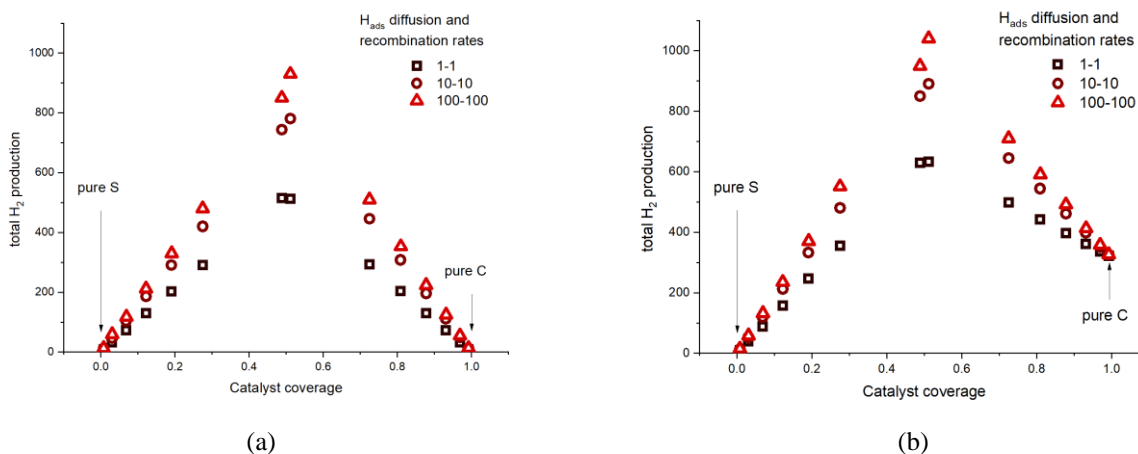 H_ads diffusion and
recombination rates
1-1
10-10
100-100
1000
800
600
400
200
0
total H₂ production
pure S
pure C
0.0 0.2 0.4 0.6 0.8 1.0
Catalyst coverage
(a)
H_ads diffusion and
recombination rates
1-1
10-10
100-100
1000
800
600
400
200
0
total H₂ production
pure S
pure C
0.0 0.2 0.4 0.6 0.8 1.0
Catalyst coverage
(b)